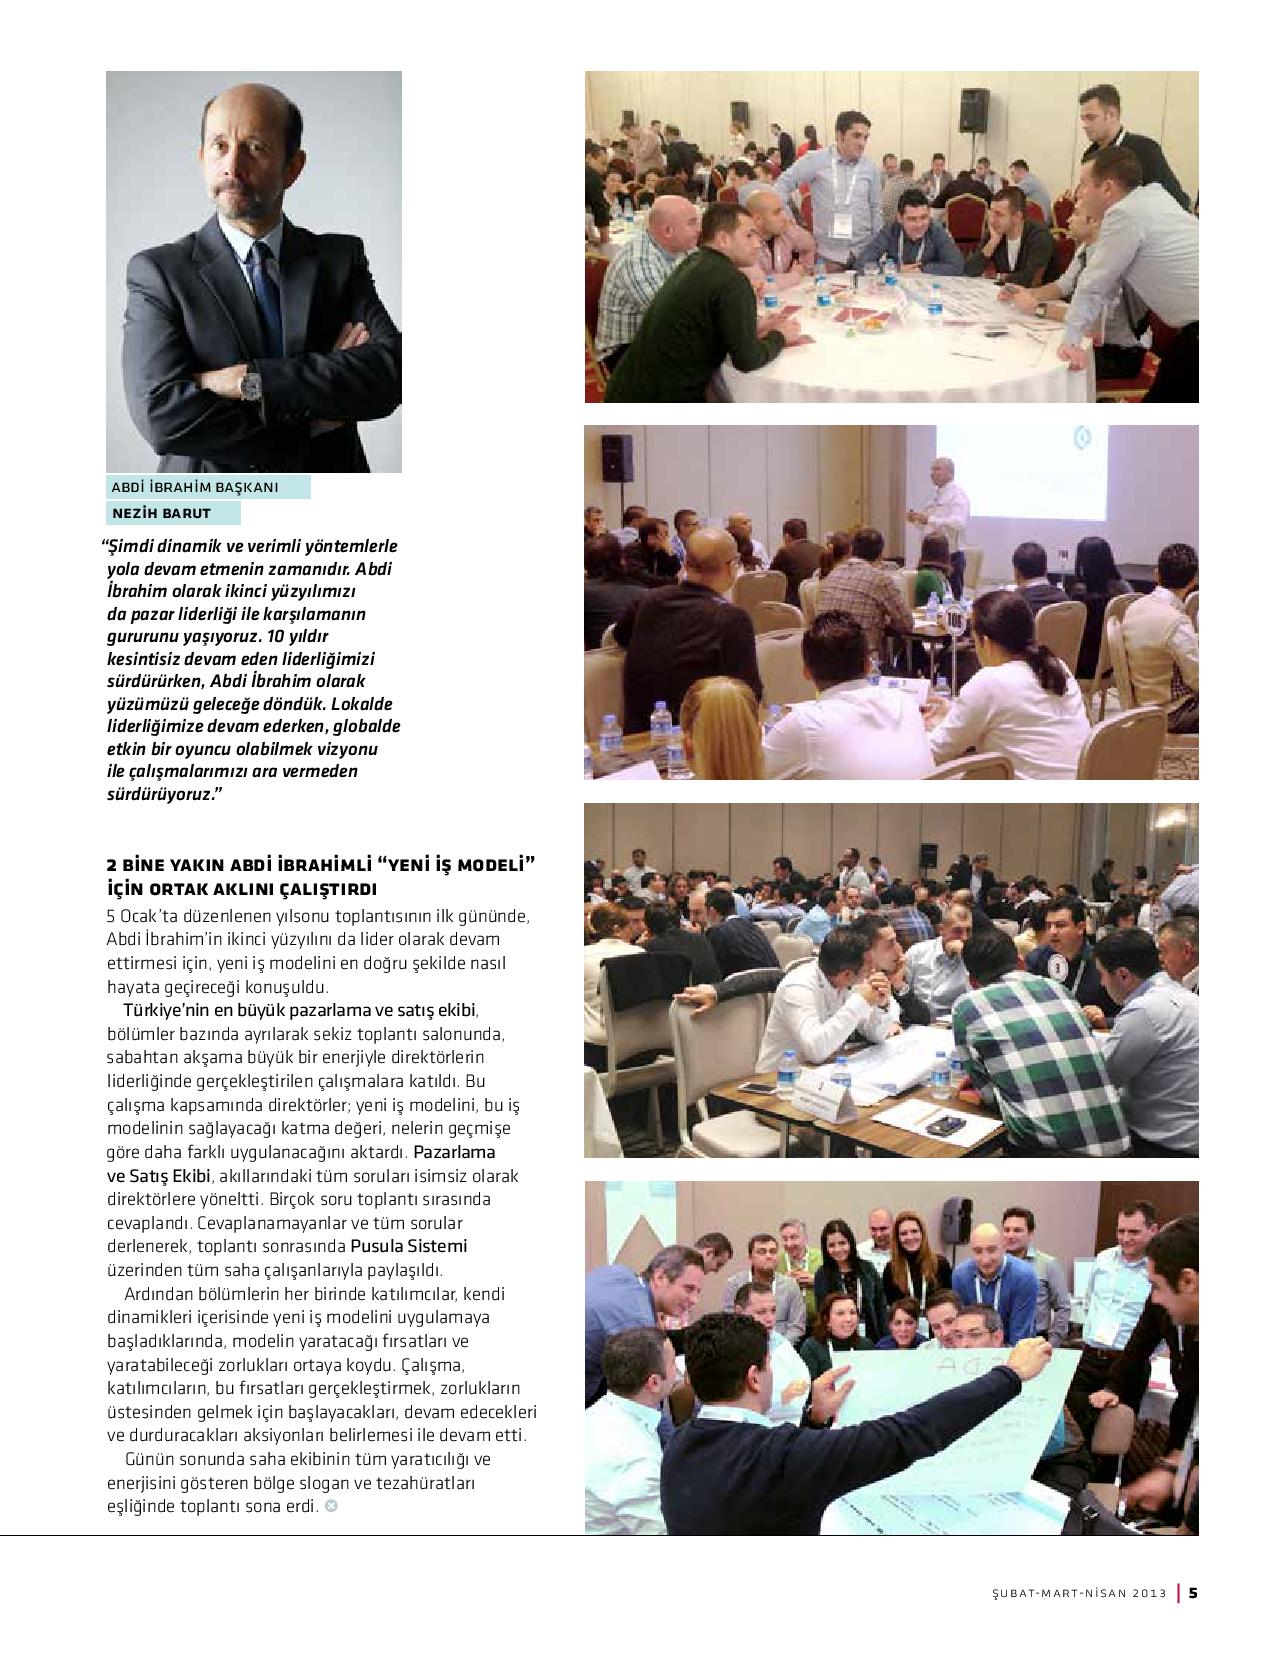 ABDİ İBRAHİM BAŞKANI
NEZİH BARUT
“Şimdi dinamik ve verimli yöntemlerle
yola devam etmenin zamanıdır. Abdi
İbrahim olarak ikinci yüzyılımızı
da pazar liderliği ile karşılamanın
gururunu yaşıyoruz. 10 yıldır
kesintisiz devam eden liderliğimizi
sürdürürken, Abdi İbrahim olarak
yüzümüzü geleceğe döndük. Lokalde
liderliğimize devam ederken, globalde
etkin bir oyuncu olabilmek vizyonu
ile çalışmalarımızı ara vermeden
sürdürüyoruz.”
2 BİNE YAKIN ABDİ İBRAHİMLİ “YENİ İŞ MODELİ”
İÇİN ORTAK AKLINI ÇALIŞTIRDI
5 Ocak’ta düzenlenen yılsonu toplantısının ilk gününde,
Abdi İbrahim’in ikinci yüzyılını da lider olarak devam
ettirmesi için, yeni iş modelini en doğru şekilde nasıl
hayata geçireceği konuşuldu.
Türkiye’nin en büyük pazarlama ve satış ekibi,
bölümler bazında ayrılarak sekiz toplantı salonunda,
sabahtan akşama büyük bir enerjiyle direktörlerin
liderliğinde gerçekleştirilen çalışmalara katıldı. Bu
çalışma kapsamında direktörler; yeni iş modelini, bu iş
modelinin sağlayacağı katma değeri, nelerin geçmişe
göre daha farklı uygulanacağını aktardı. Pazarlama
ve Satış Ekibi, akıllarındaki tüm soruları isimsiz olarak
direktörlere yöneltti. Birçok soru toplantı sırasında
cevaplandı. Cevaplanamayanlar ve tüm sorular
derlenerek, toplantı sonrasında Pusula Sistemi
üzerinden tüm saha çalışanlarıyla paylaşıldı.
Ardından bölümlerin her birinde katılımcılar, kendi
dinamikleri içerisinde yeni iş modelini uygulamaya
başladıklarında, modelin yaratacağı fırsatları ve
yaratabileceği zorlukları ortaya koydu. Çalışma,
katılımcıların, bu fırsatları gerçekleştirmek, zorlukların
üstesinden gelmek için başlayacakları, devam edecekleri
ve durduracakları aksiyonları belirlemesi ile devam etti.
Günün sonunda saha ekibinin tüm yaratıcılığı ve
enerjisini gösteren bölge slogan ve tezahüratları
eşliğinde toplantı sona erdi.
106
3
ŞUBAT-MART-NİSAN 2013 | 5